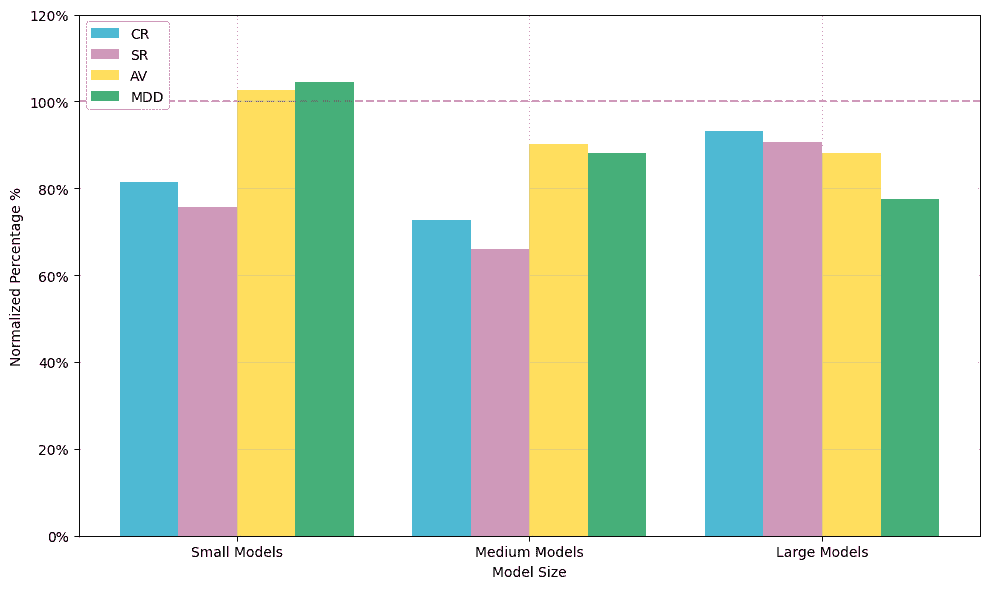 120%
100%
80%
60%
40%
20%
0%
Normalized Percentage %
CR
SR
AV
MDD
Small Models
Medium Models
Large Models
Model Size